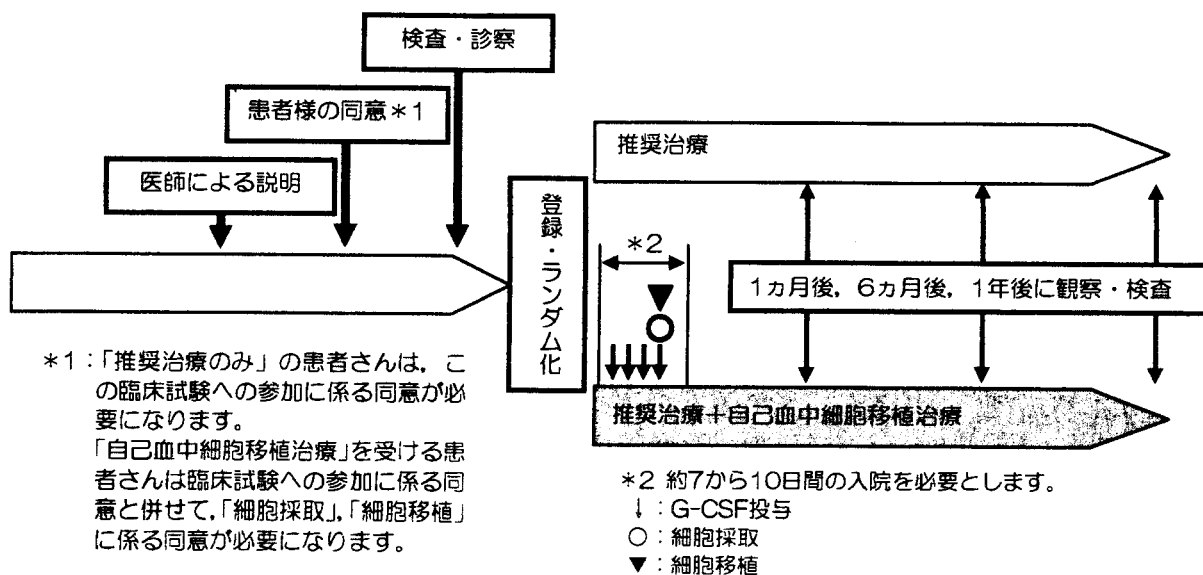 検査・診察
患者様の同意＊1
医師による説明
登録・ランダム化
推奨治療
＊2
1ヵ月後，6ヵ月後，1年後に観察・検査
推奨治療＋自己血中細胞移植治療
＊1：「推奨治療のみ」の患者さんは，こ
の臨床試験への参加に係る同意が必
要になります。
「自己血中細胞移植治療」を受ける患
者さんは臨床試験への参加に係る同
意と併せて，「細胞採取」，「細胞移植」
に係る同意が必要になります。
＊2 約7から10日間の入院を必要とします。
↓：G-CSF投与
○：細胞採取
▼：細胞移植